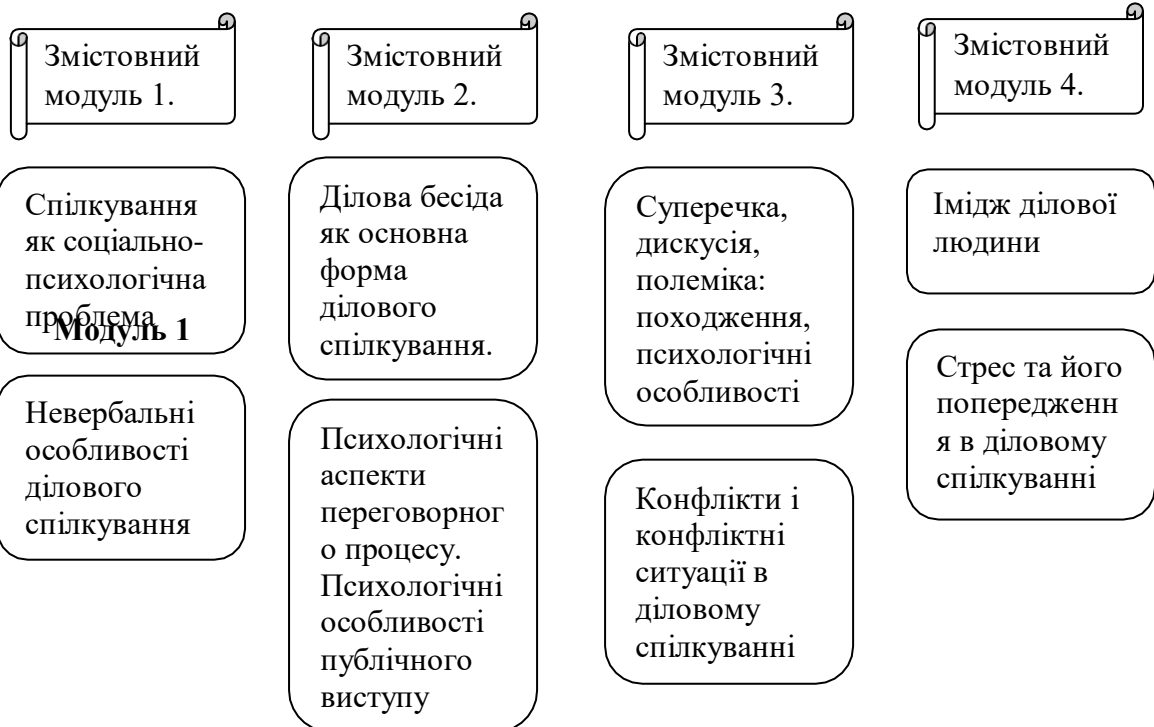 Змістовний
модуль 1.
Змістовний
модуль 2.
Змістовний
модуль 3.
Змістовний
модуль 4.
Спілкування
як соціально-
психологічна
проблема
Модуль 1
Невербальні
особливості
ділового
спілкування
Ділова бесіда
як основна
форма
ділового
спілкування.
Психологічні
аспекти
переговорног
о процесу.
Психологічні
особливості
публічного
виступу
Суперечка,
дискусія,
полеміка:
походження,
психологічні
особливості
Конфлікти і
конфліктні
ситуації в
діловому
спілкуванні
Імідж ділової
людини
Стрес та його
попередженн
я в діловому
спілкуванні